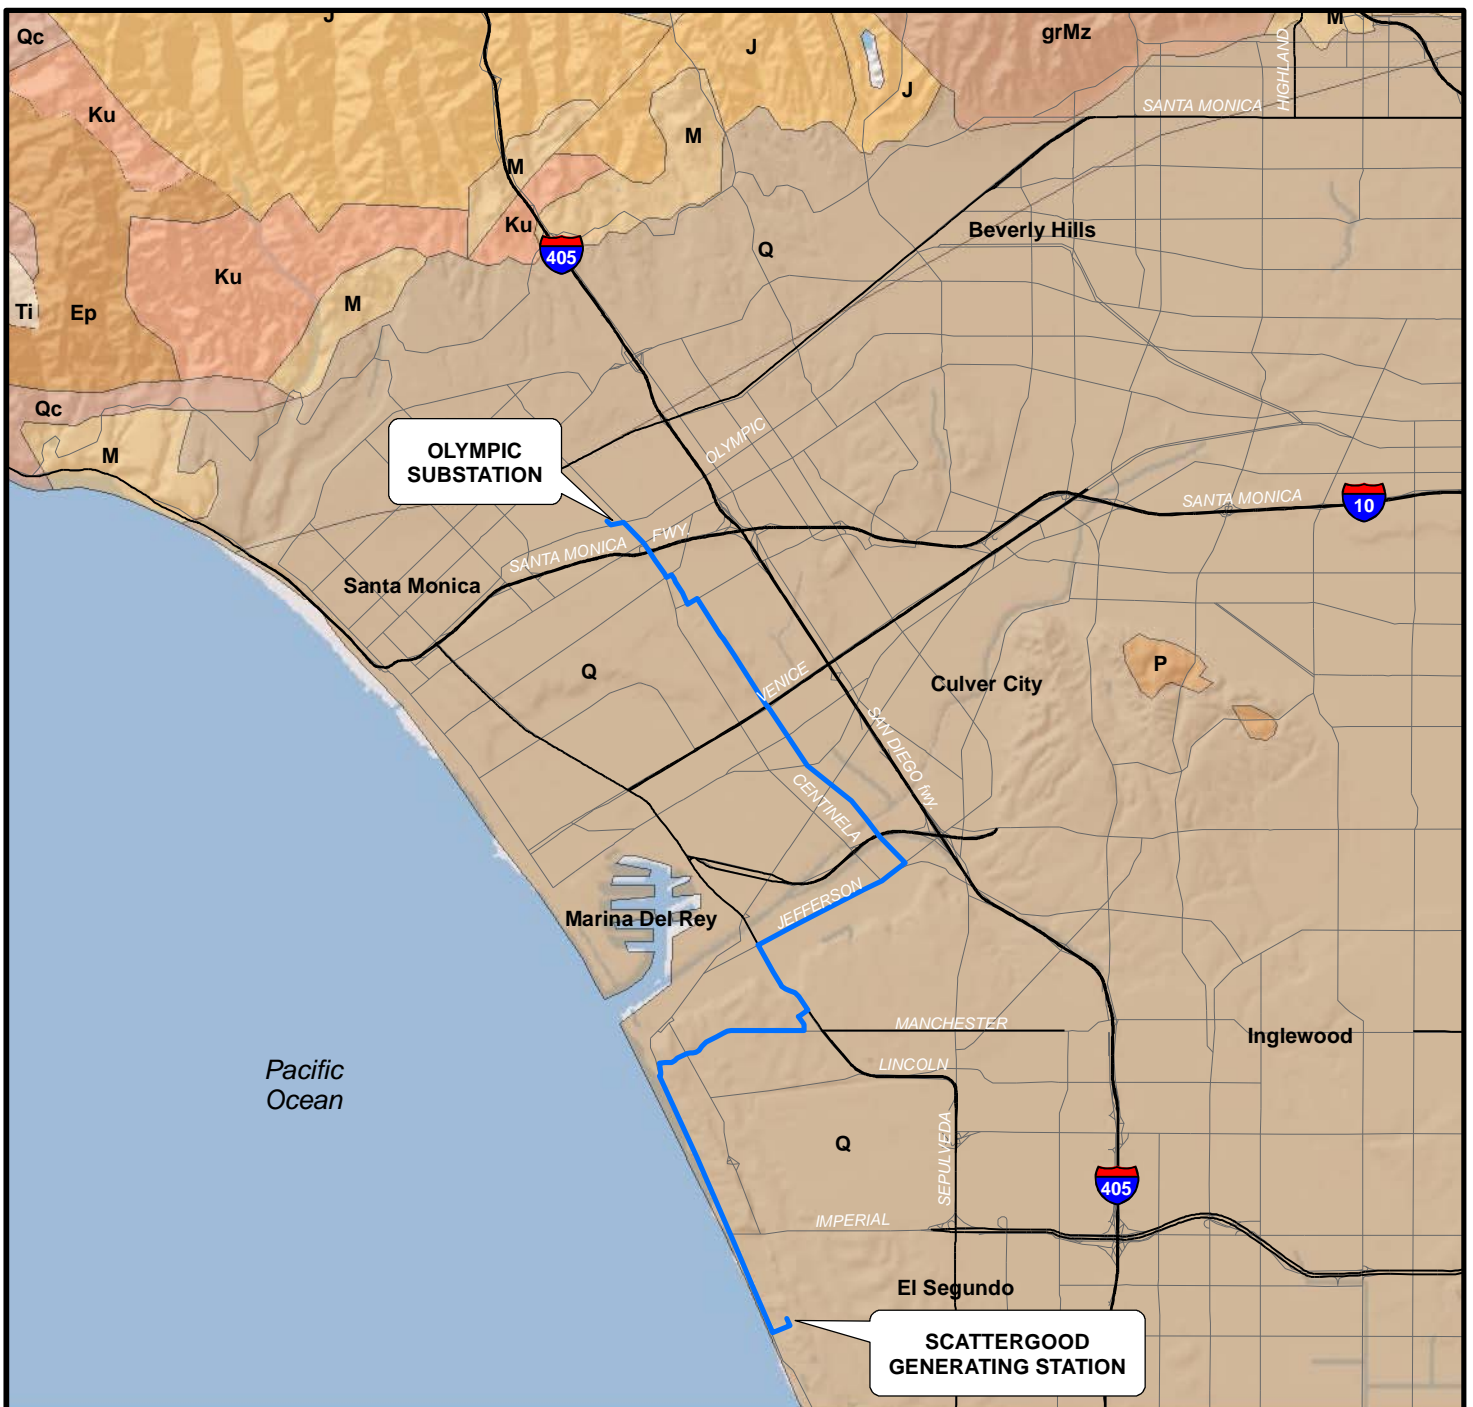 J
M
Qc
grMz
HIGHLAND
J
J
SANTA MONICA
Ku
M
M
Ku
Beverly Hills
Q
405
Ku
M
Ti
Ep
Qc
OLYMPIC
M
OLYMPIC
SUBSTATION
SANTA MONICA
10
SANTA MONICA FWY.
Santa Monica
P
Q
VENICE
Culver City
SAN DIEGO fwy.
CENTINELA
JEFFERSON
Marina Del Rey
MANCHESTER
Inglewood
LINCOLN
Pacific
Ocean
Q
SEPULVEDA
405
IMPERIAL
El Segundo
SCATTERGOOD
GENERATING STATION